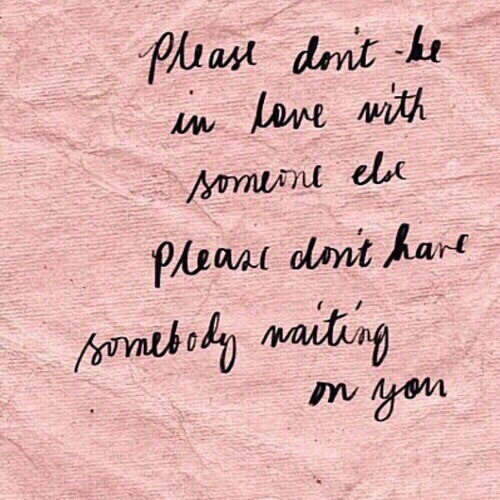 Please don't be
in love with
someone else
Please don't have
somebody waiting
on you